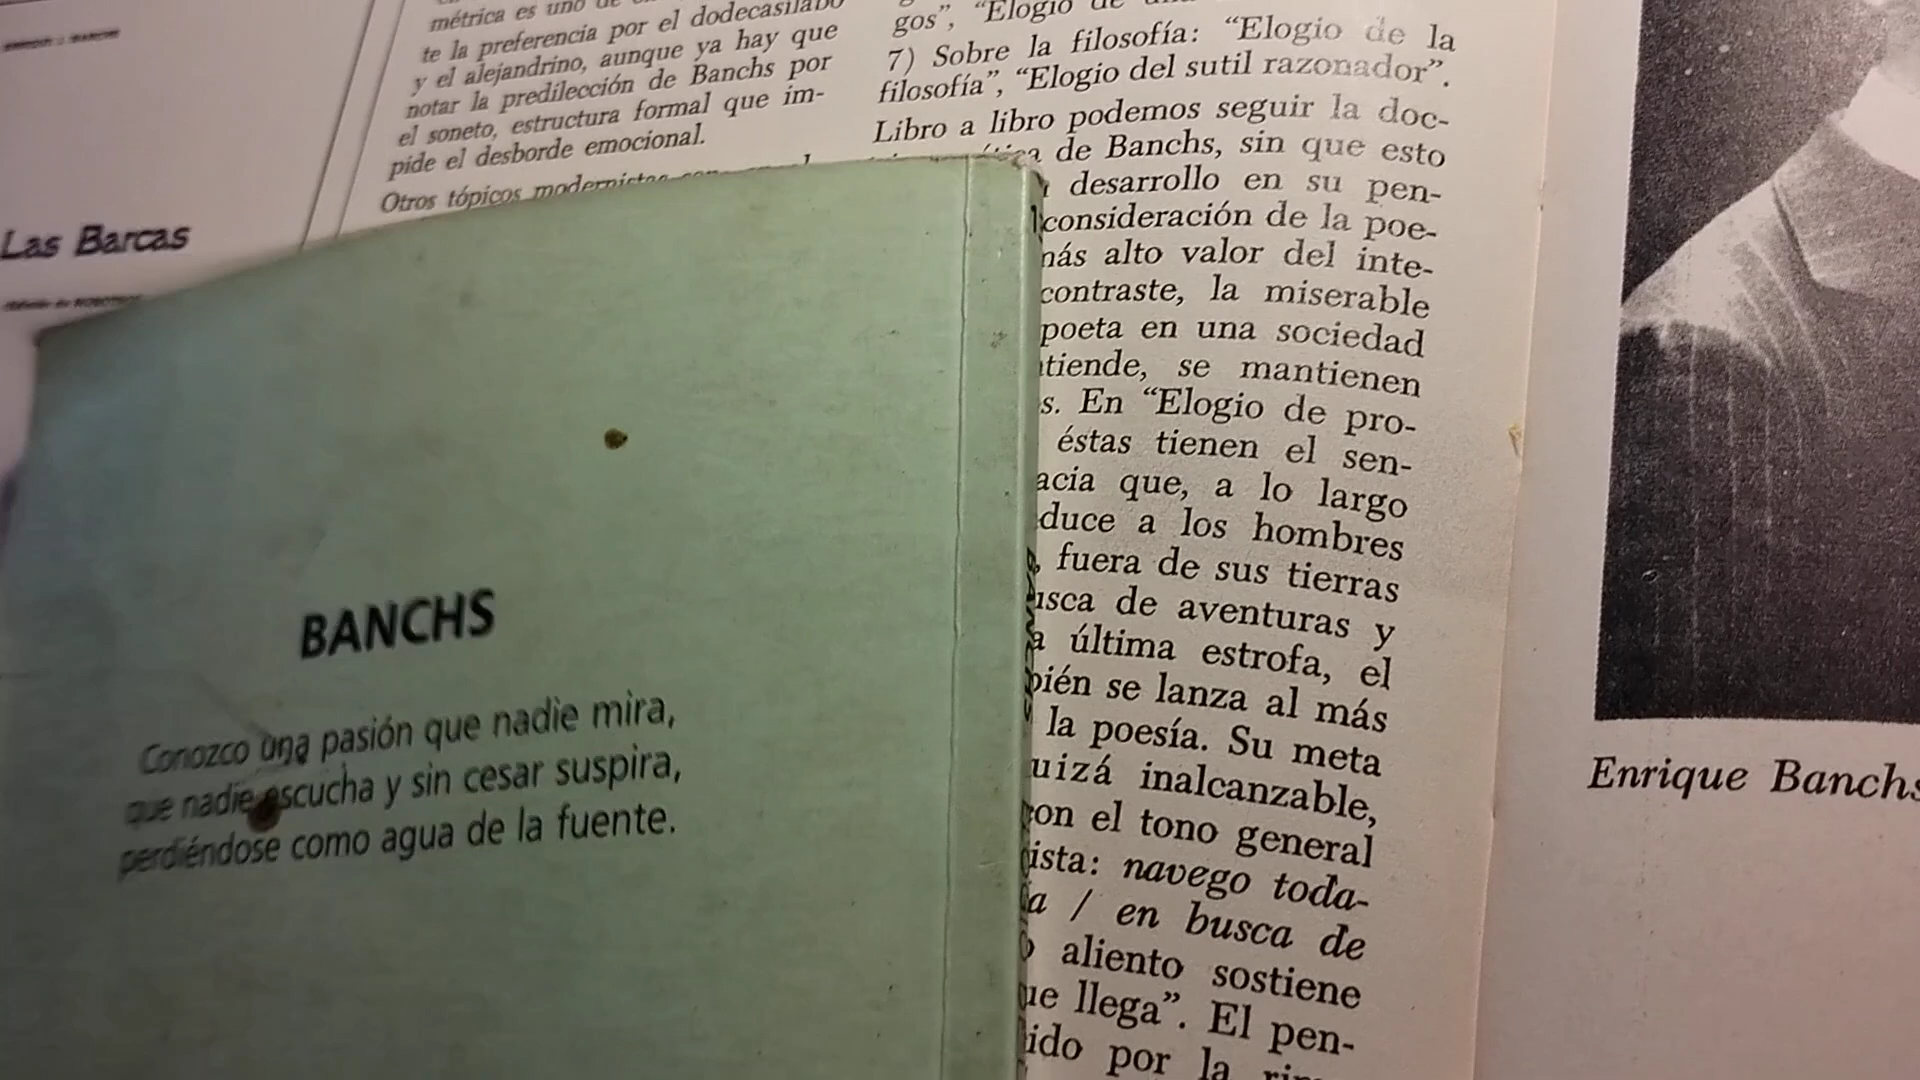 Las Barcas
métrica es uno de
te la preferencia por el dodecasílabo
y el alejandrino, aunque ya hay que
notar la predilección de Banchs por
el soneto, estructura formal que im-
pide el desborde emocional.
Otros tópicos modernistas
gos”, “Elogio de
7) Sobre la filosofía: “Elogio de la
filosofía”, “Elogio del sutil razonador”.
Libro a libro podemos seguir la doc-
de Banchs, sin que esto
desarrollo en su pen-
consideración de la poe-
más alto valor del inte-
contraste, la miserable
poeta en una sociedad
tiende, se mantienen
s. En “Elogio de pro-
éstas tienen el sen-
acia que, a lo largo
duce a los hombres
, fuera de sus tierras
usca de aventuras y
a última estrofa, el
bién se lanza al más
la poesía. Su meta
uizá inalcanzable,
con el tono general
ista: navego toda-
ía / en busca de
o aliento sostiene
ue llega”. El pen-
ido por la
BANCHS
Conozco una pasión que nadie mira,
que nadie escucha y sin cesar suspira,
perdiéndose como agua de la fuente.
BANCHS
Enrique Banchs